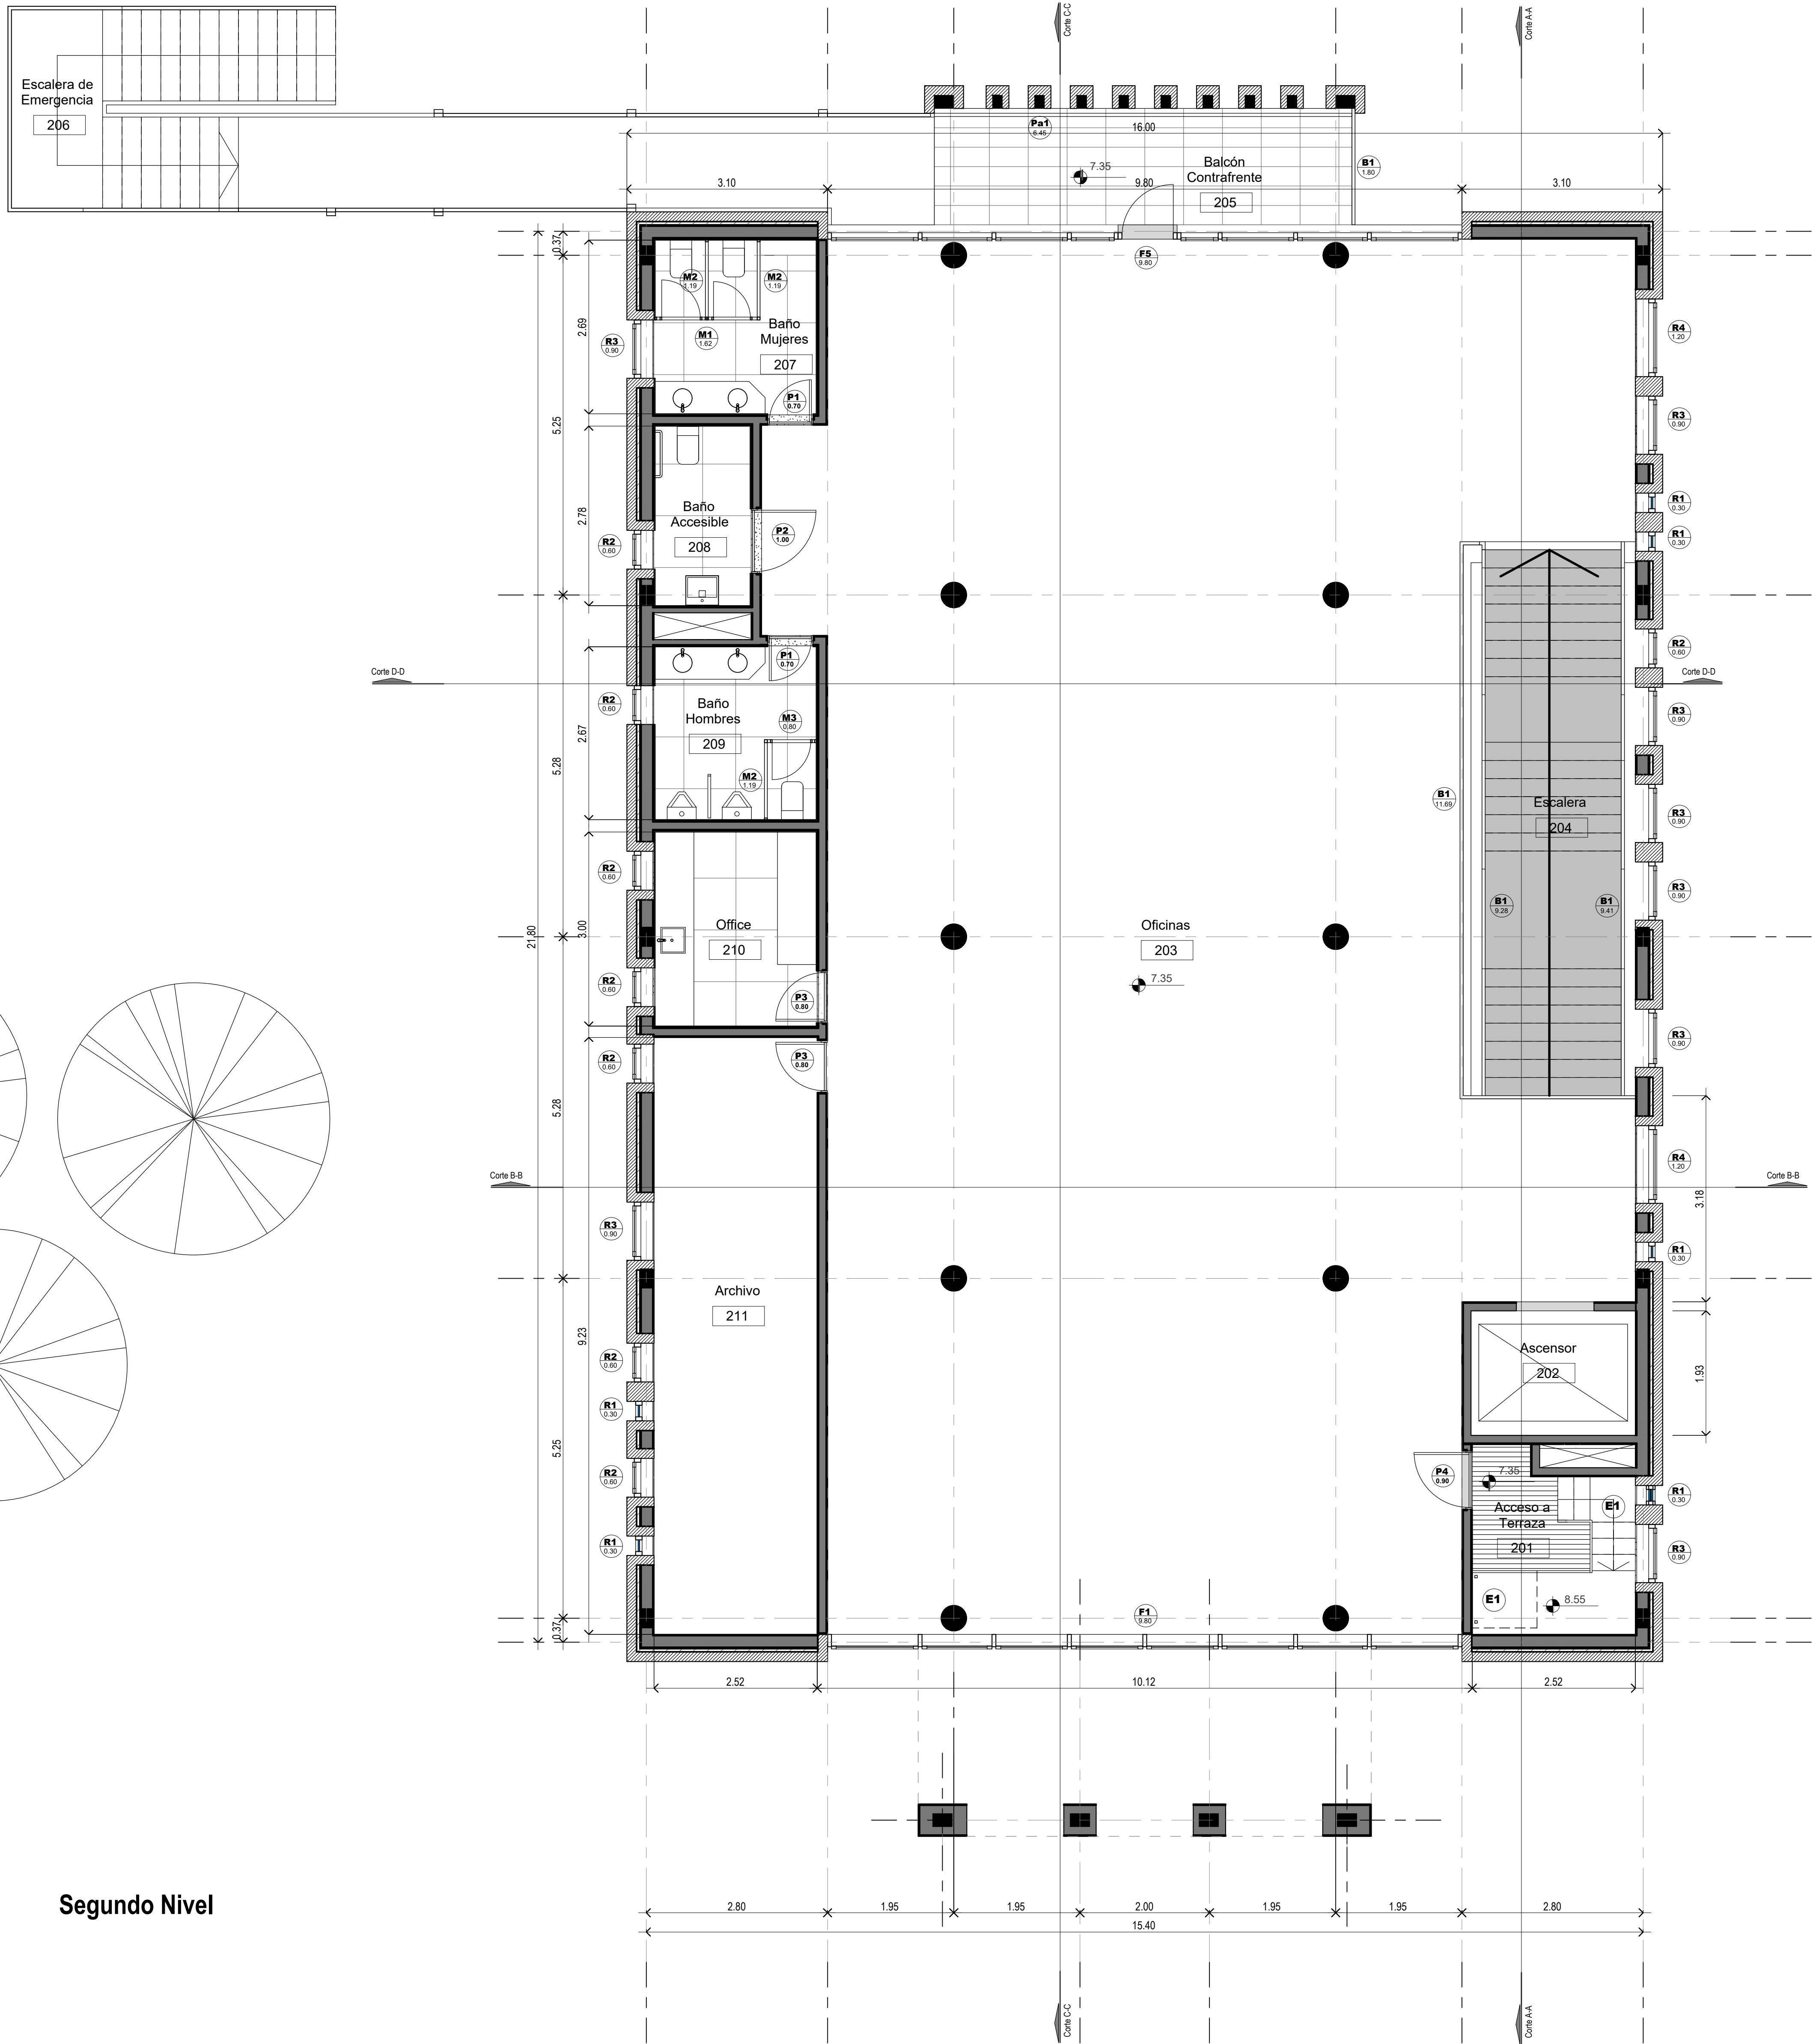 Corte C-C
Corte A-A
Escalera de
Emergencia
206
Pa1
6.45
16.00
7.35
Balcón
Contrafrente
205
B1
1.80
3.10
9.80
3.10
0.37
F5
9.80
M2
1.19
M2
1.19
Baño
Mujeres
207
M1
1.62
R3
0.90
2.69
P1
0.70
R4
1.20
R3
0.90
5.25
Baño
Accesible
208
P2
1.00
2.78
R2
0.60
R1
0.30
R1
0.30
P1
0.70
R2
0.60
Corte D-D
Corte D-D
R2
0.60
Baño
Hombres
209
M3
0.80
M2
1.19
2.67
5.28
R3
0.90
B1
11.69
Escalera
204
R3
0.90
R2
0.60
R3
0.90
B1
9.28
B1
9.41
Office
210
3.00
21.80
Oficinas
203
7.35
R2
0.60
P3
0.80
R3
0.90
R2
0.60
P3
0.80
5.28
R4
1.20
Corte B-B
Corte B-B
3.18
R3
0.90
R1
0.30
Archivo
211
9.23
R2
0.60
Ascensor
202
1.93
R1
0.30
5.25
R2
0.60
P4
0.90
7.35
R1
0.30
Acceso a
Terraza
201
E1
R1
0.30
R3
0.90
E1
8.55
F1
9.80
0.37
2.52
10.12
2.52
Segundo Nivel
2.80
1.95
1.95
2.00
1.95
1.95
2.80
15.40
Corte C-C
Corte A-A